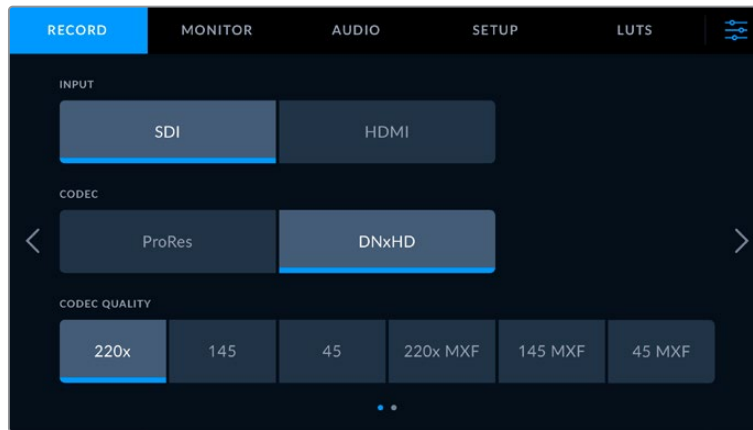 RECORD MONITOR AUDIO SETUP LUTS
INPUT
SDI HDMI
CODEC
ProRes DNxHD
CODEC QUALITY
220x 145 45 220x MXF 145 MXF 45 MXF